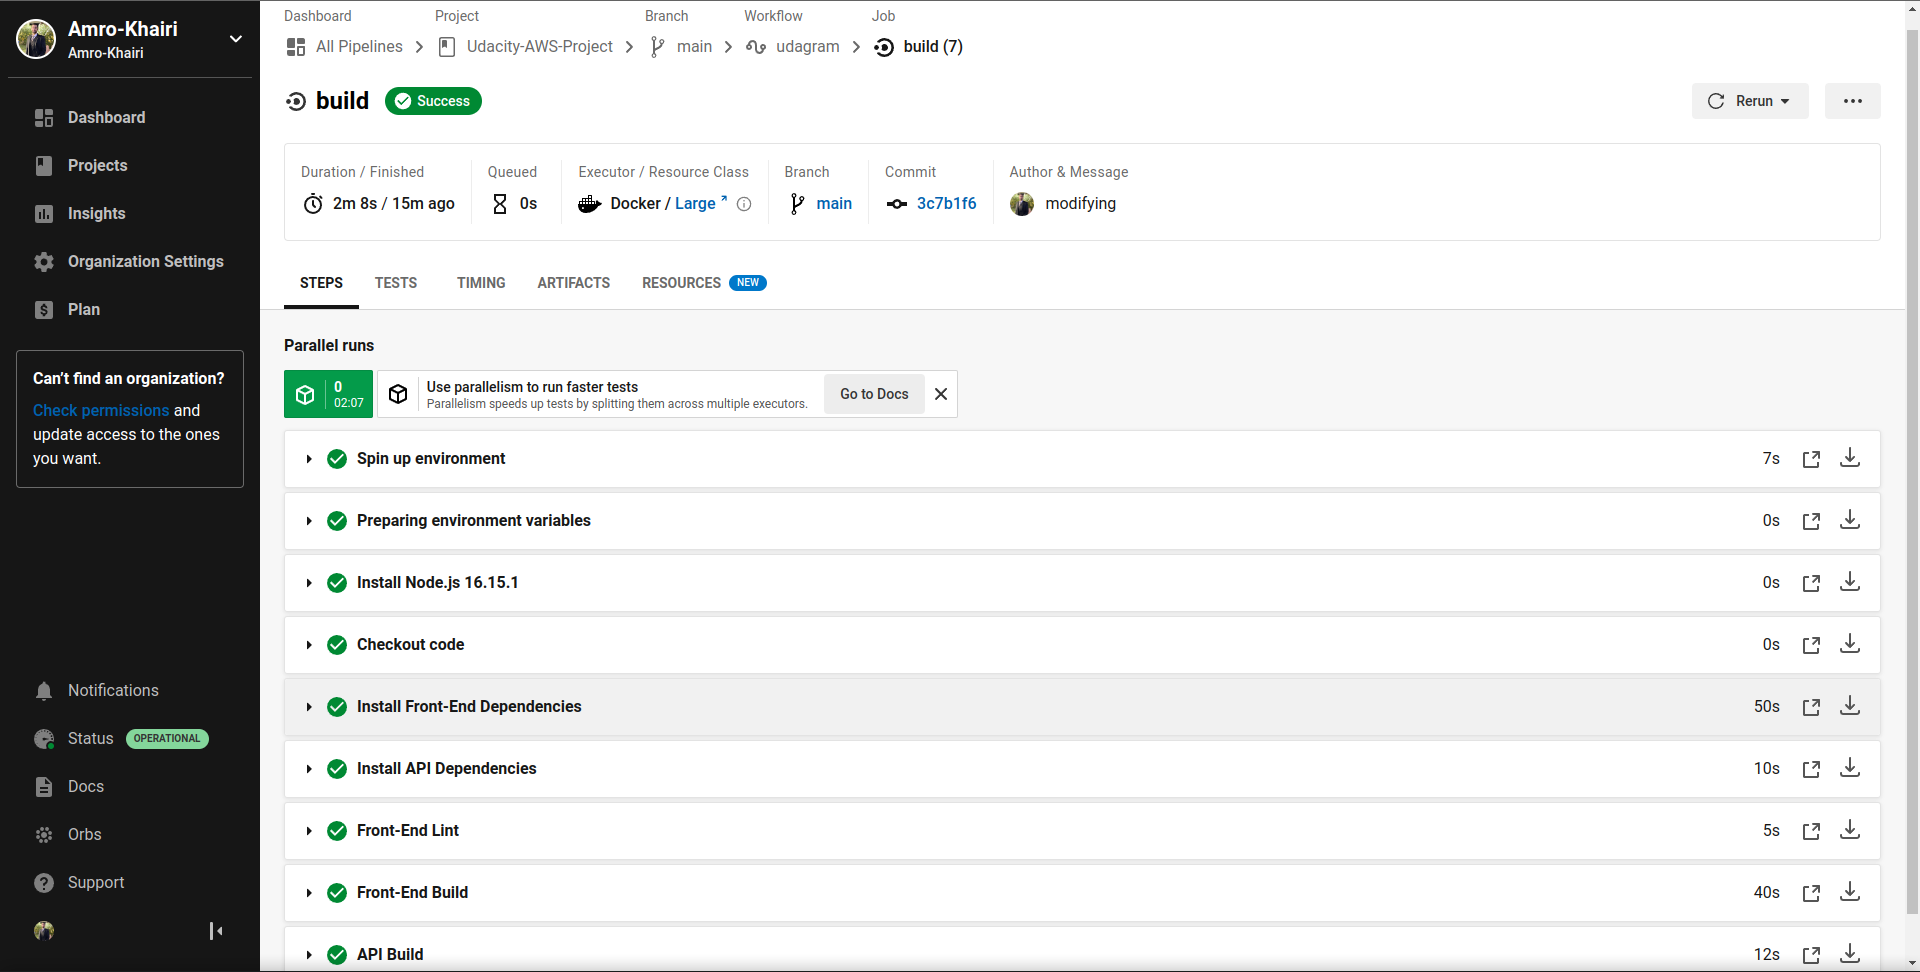 Amro-Khairi
Amro-Khairi
Dashboard
Projects
Insights
Organization Settings
Plan
Can't find an organization?
Check permissions and
update access to the ones
you want.
Notifications
Status OPERATIONAL
Docs
Orbs
Support
Dashboard Project Branch Workflow Job
All Pipelines Udacity-AWS-Project main udagram build (7)
build Success
Rerun
Duration / Finished Queued Executor / Resource Class Branch Commit Author & Message
2m 8s / 15m ago 0s Docker / Large main 3c7b1f6 modifying
STEPS TESTS TIMING ARTIFACTS RESOURCES NEW
Parallel runs
0
02:07
Use parallelism to run faster tests
Parallelism speeds up tests by splitting them across multiple executors.
Go to Docs
Spin up environment 7s
Preparing environment variables 0s
Install Node.js 16.15.1 0s
Checkout code 0s
Install Front-End Dependencies 50s
Install API Dependencies 10s
Front-End Lint 5s
Front-End Build 40s
API Build 12s